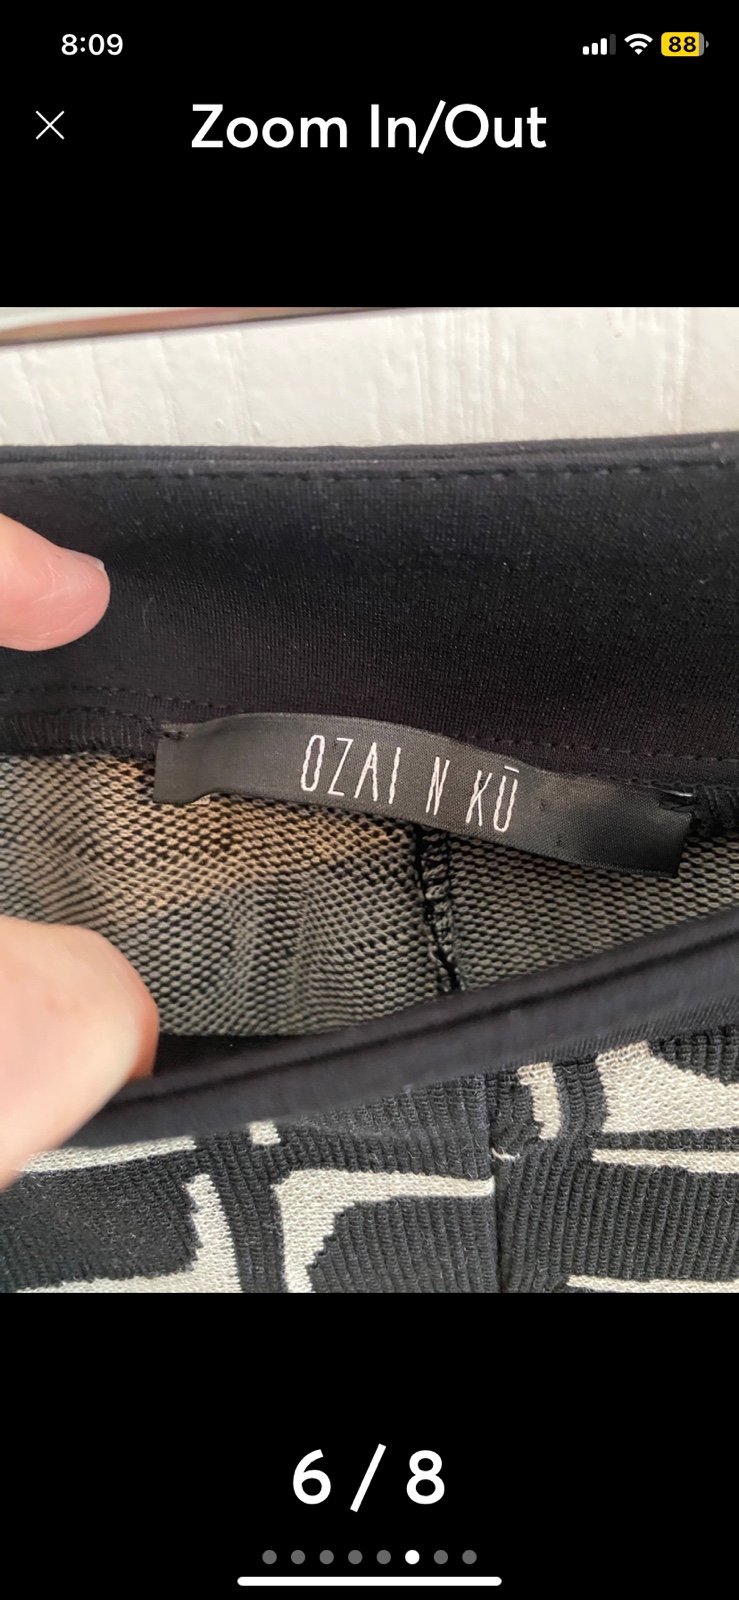 8:09
88
Zoom In/Out
OZAI N KŪ
6 / 8